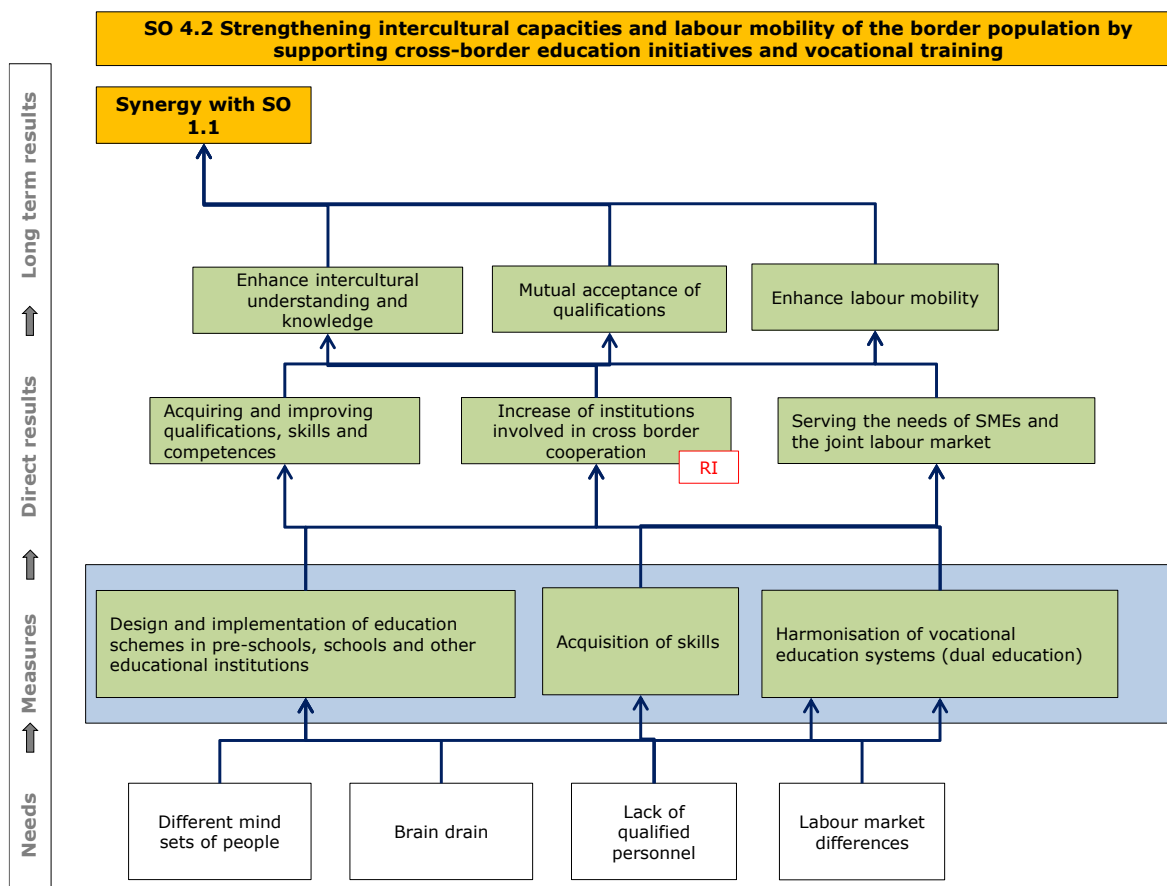 SO 4.2 Strengthening intercultural capacities and labour mobility of the border population by
supporting cross-border education initiatives and vocational training
Long term results
Synergy with SO
1.1
Enhance intercultural
understanding and
knowledge
Mutual acceptance of
qualifications
Enhance labour mobility
Direct results
Acquiring and improving
qualifications, skills and
competences
Increase of institutions
involved in cross border
cooperation
RI
Serving the needs of SMEs and
the joint labour market
Measures
Design and implementation of education
schemes in pre-schools, schools and other
educational institutions
Acquisition of skills
Harmonisation of vocational
education systems (dual education)
Needs
Different mind
sets of people
Brain drain
Lack of
qualified
personnel
Labour market
differences